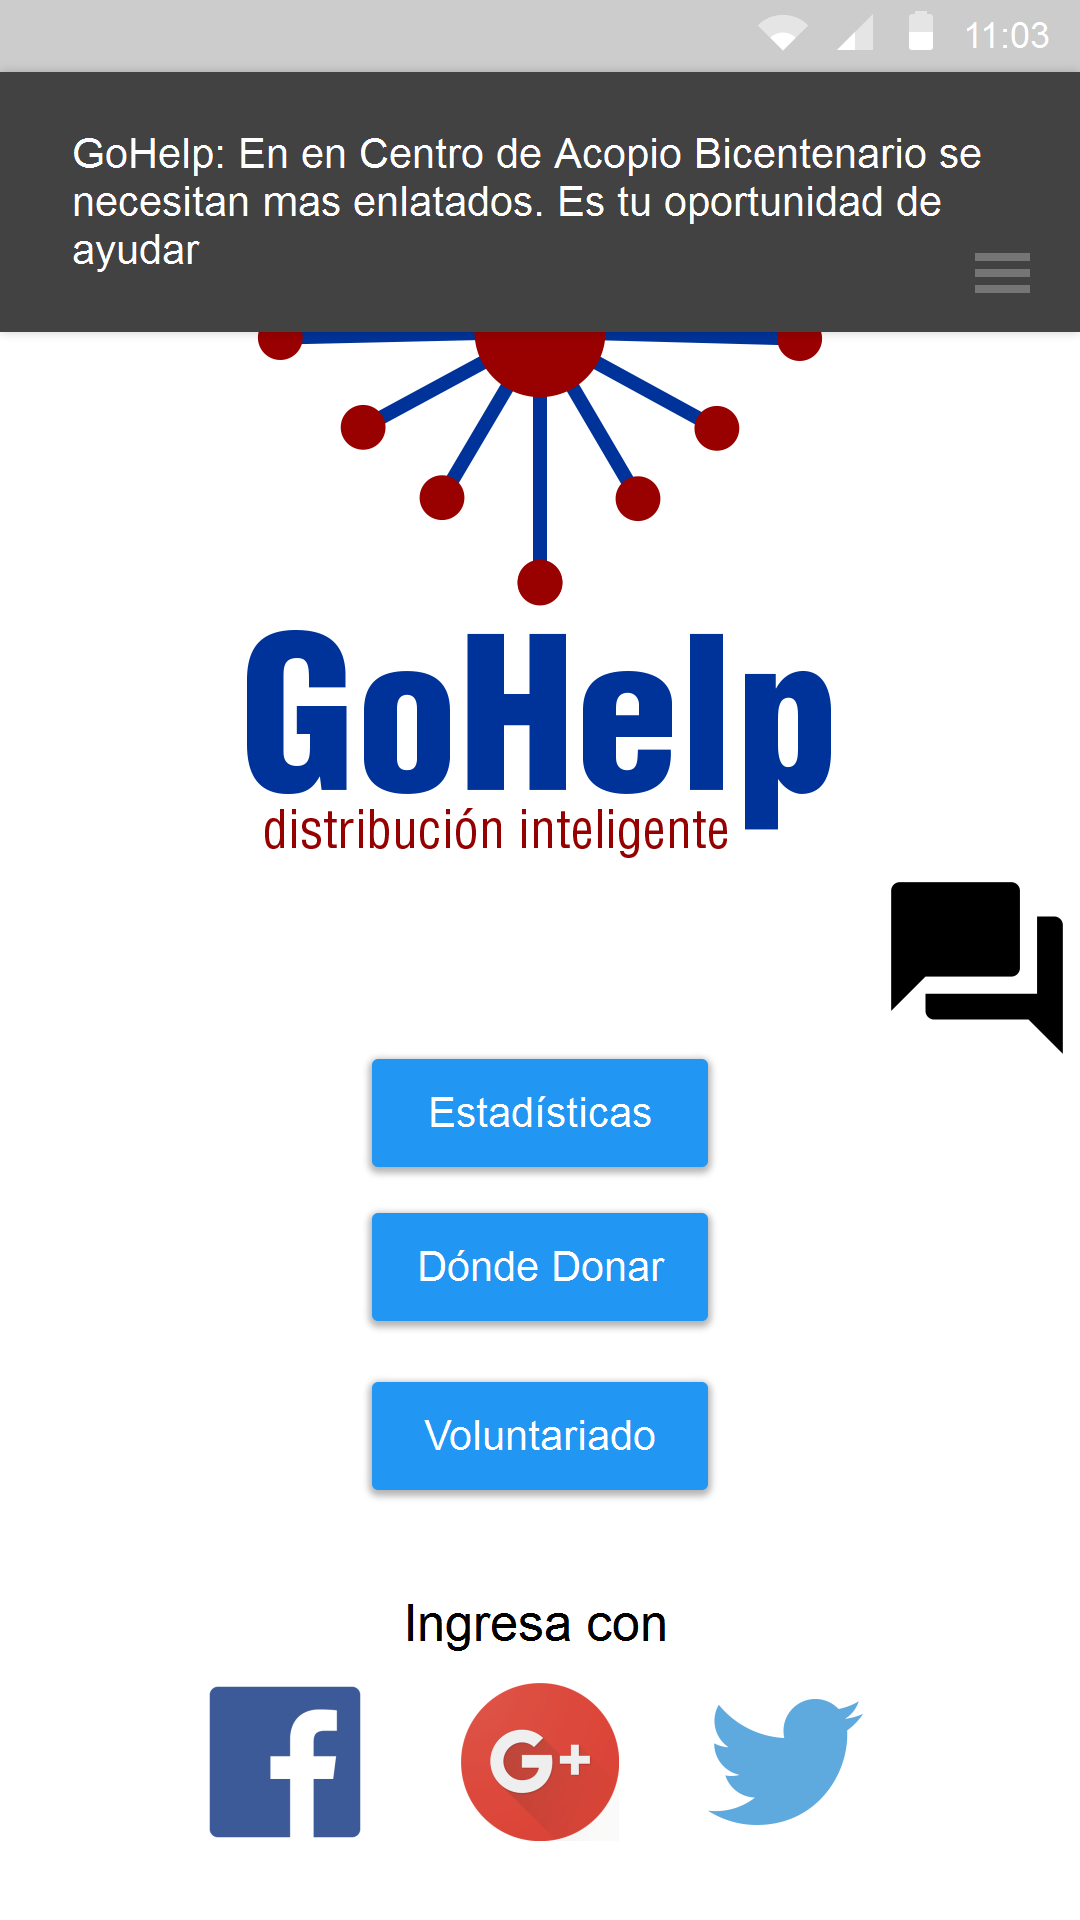 11:03
GoHelp: En en Centro de Acopio Bicentenario se
necesitan mas enlatados. Es tu oportunidad de
ayudar
GoHelp
distribución inteligente
Estadísticas
Dónde Donar
Voluntariado
Ingresa con
f
G+